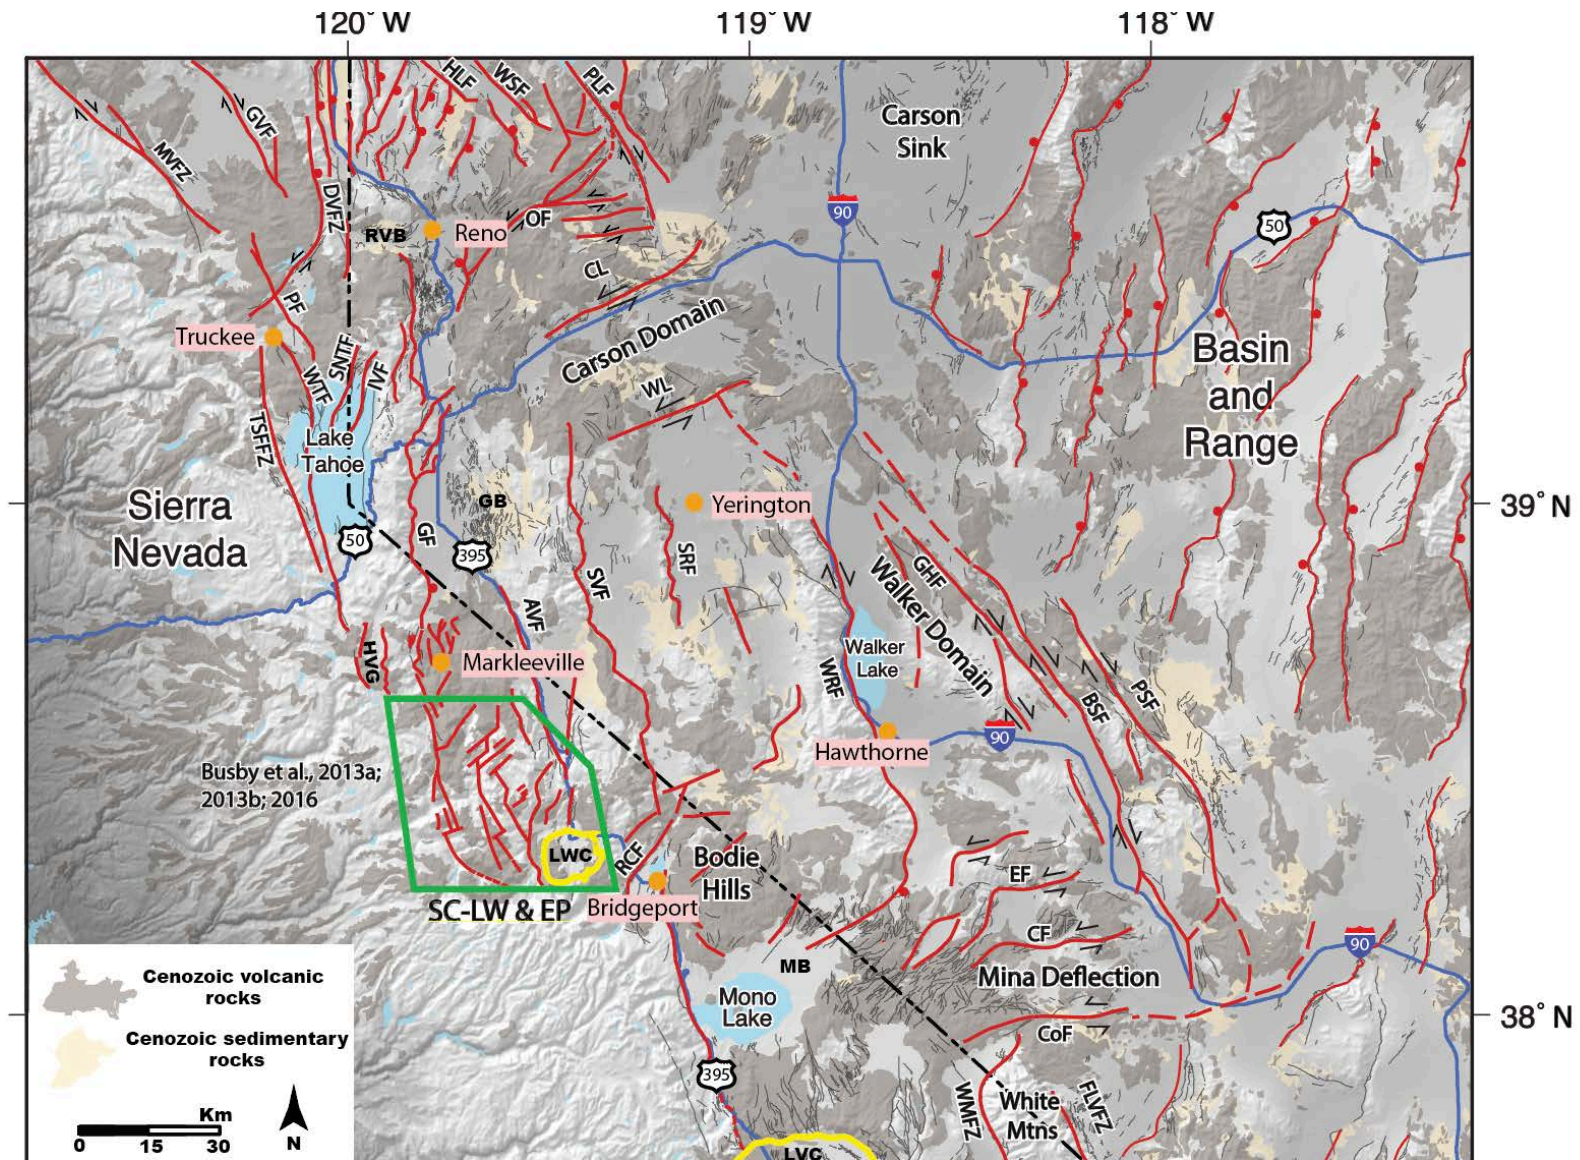 120° W
119° W
118° W
HLF
WSF
PLF
GVF
MVFZ
DVFZ
Carson
Sink
90
50
RVB
Reno
OF
CL
PF
Truckee
SNTF
WTF
IVF
Carson Domain
WL
Basin
and
Range
TSFFZ
Lake
Tahoe
Sierra
Nevada
GB
Yerington
39° N
50
395
GF
SVF
SRF
GHF
Walker Domain
AVF
HVG
Markleeville
Walker
Lake
WRF
BSF
PSF
90
Hawthorne
Busby et al., 2013a;
2013b; 2016
LWC
RCF
Bodie
Hills
EF
SC-LW & EP
Bridgeport
CF
90
MB
Mina Deflection
Mono
Lake
38° N
CoF
395
WMFZ
White
Mtns
FLVFZ
LVC
Cenozoic volcanic
rocks
Cenozoic sedimentary
rocks
Km
0 15 30
N